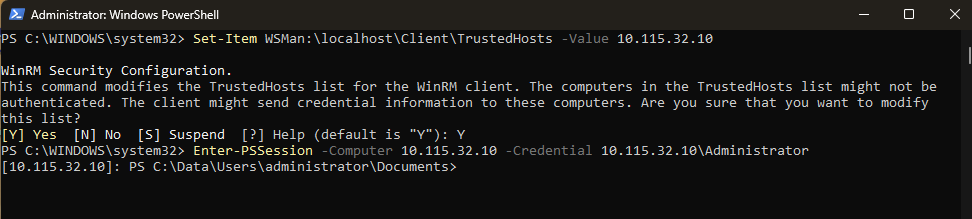 Administrator: Windows PowerShell
PS C:\WINDOWS\system32> Set-Item WSMan:\localhost\Client\TrustedHosts -Value 10.115.32.10
WinRM Security Configuration.
This command modifies the TrustedHosts list for the WinRM client. The computers in the TrustedHosts list might not be
authenticated. The client might send credential information to these computers. Are you sure that you want to modify
this list?
[Y] Yes  [N] No  [S] Suspend  [?] Help (default is "Y"): Y
PS C:\WINDOWS\system32> Enter-PSSession -Computer 10.115.32.10 -Credential 10.115.32.10\Administrator
[10.115.32.10]: PS C:\Data\Users\administrator\Documents>